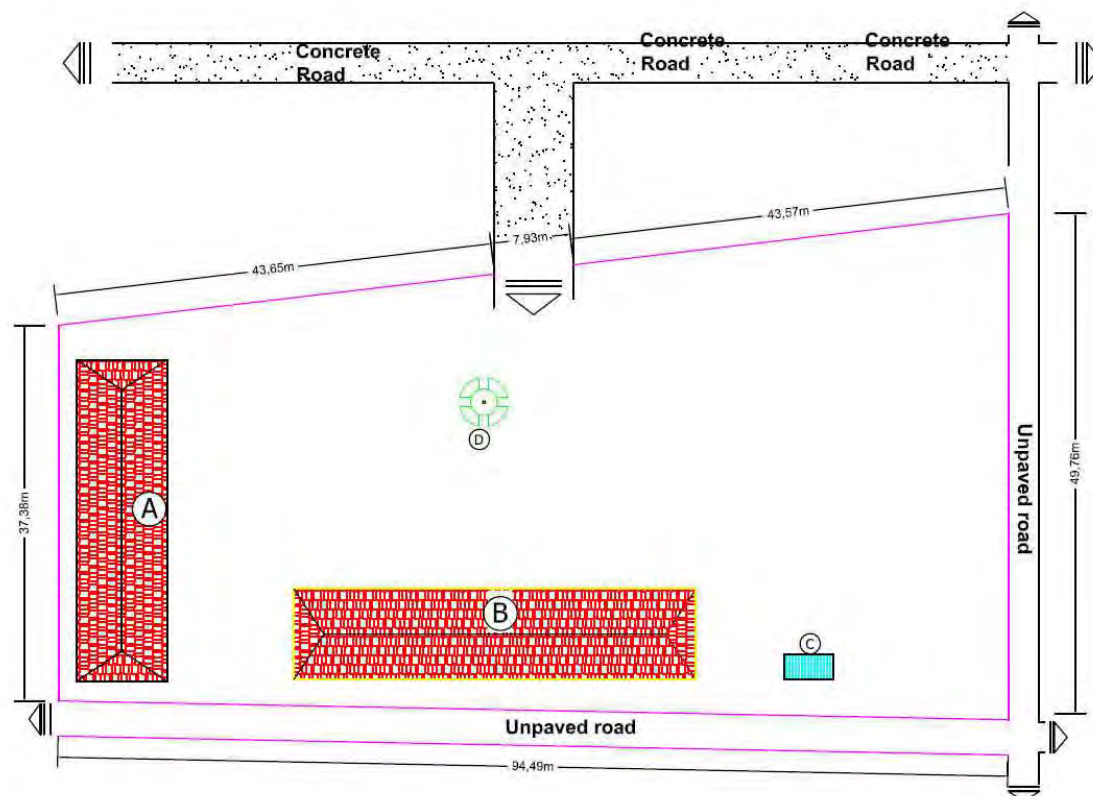 Concrete
Road
Concrete
Road
Concrete
Road
43,65m
7,93m
43,57m
37,38m
A
D
B
C
Unpaved road
49,76m
Unpaved road
94,49m